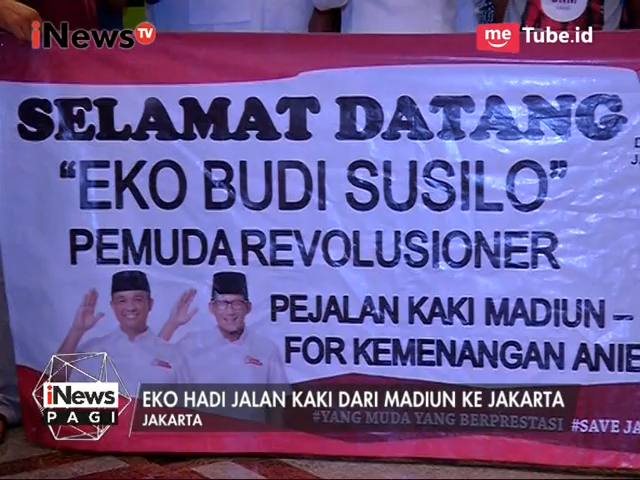 iNews TV
me Tube.id
SELAMAT DATANG
"EKO BUDI SUSILO"
PEMUDA REVOLUSIONER
PEJALAN KAKI MADIUN –
FOR KEMENANGAN ANIE
iNews
PAGI
EKO HADI JALAN KAKI DARI MADIUN KE JAKARTA
JAKARTA
#YANG MUDA YANG BERPRESTASI #SAVE JA